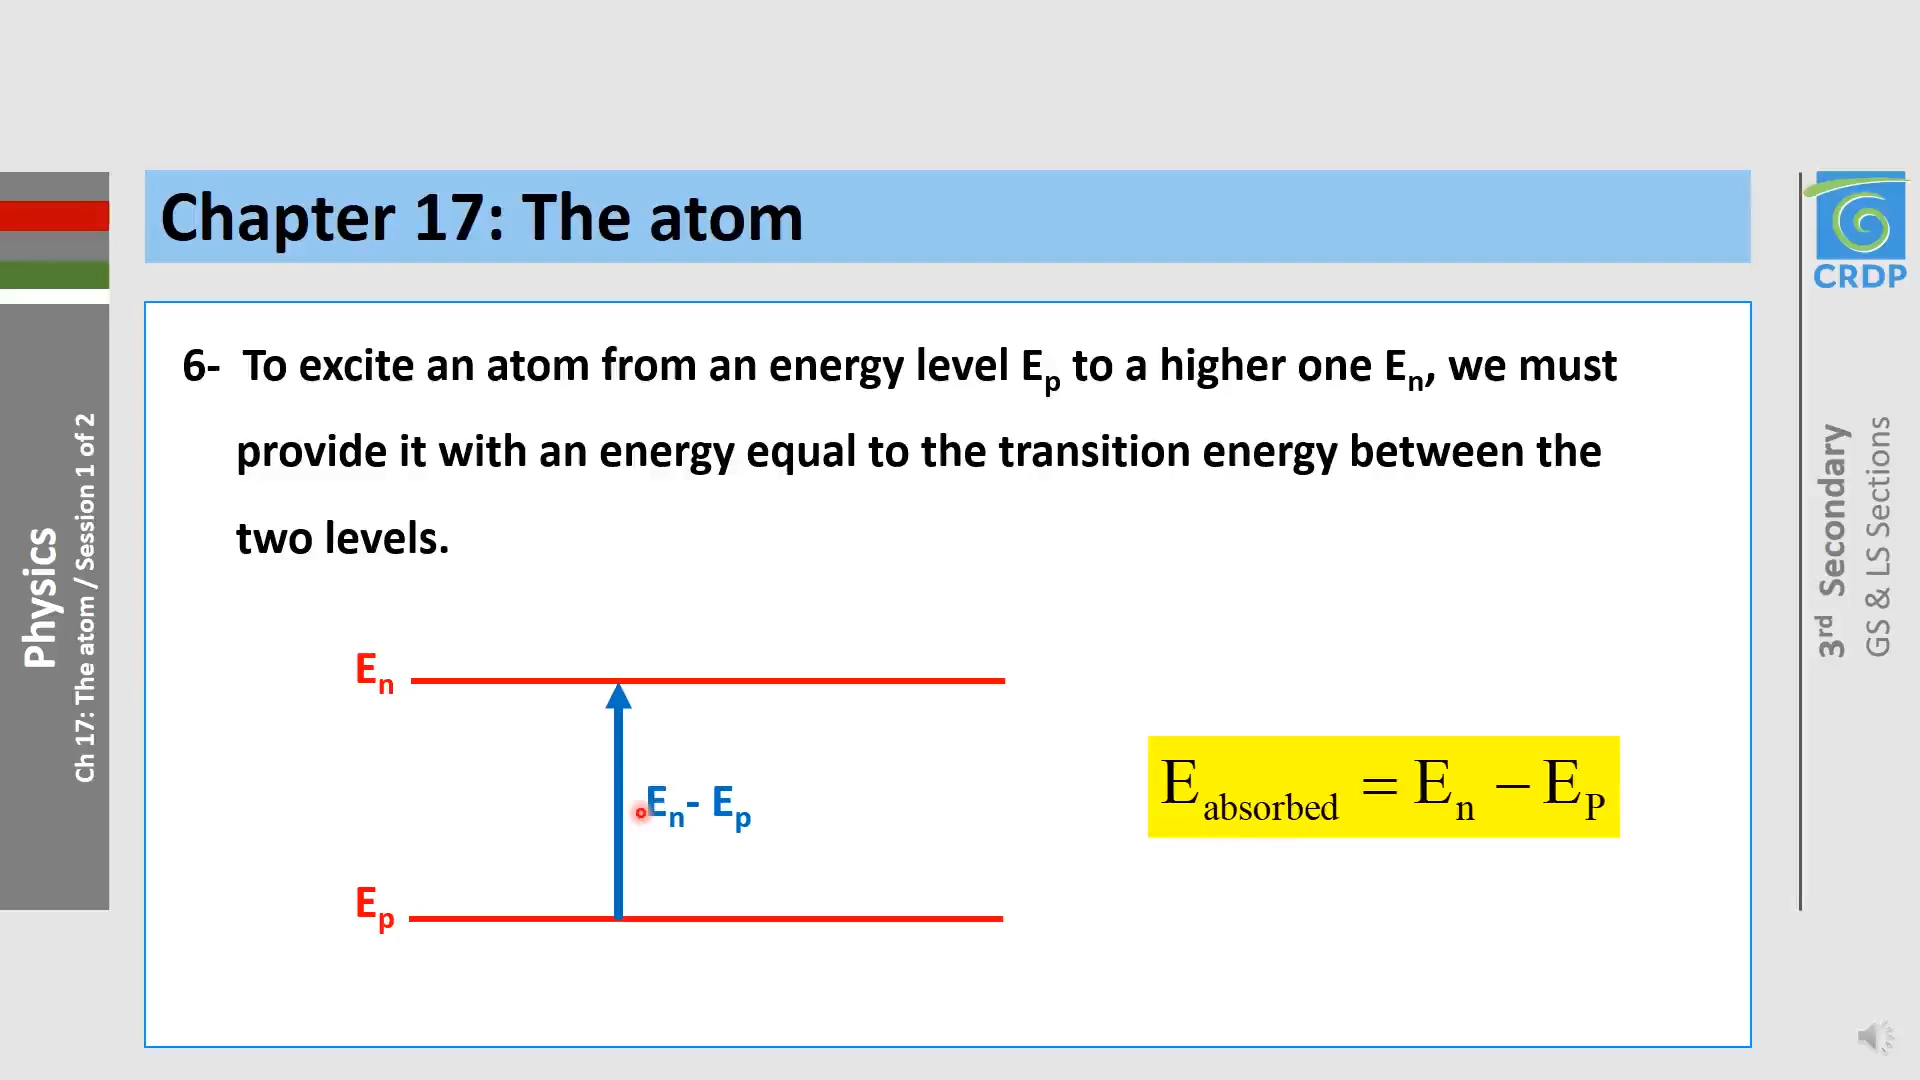 Chapter 17: The atom
CRDP
6- To excite an atom from an energy level Ep to a higher one En, we must
provide it with an energy equal to the transition energy between the
two levels.
En
En- Ep
Ep
Eabsorbed = En − EP
Physics
Ch 17: The atom / Session 1 of 2
3rd Secondary
GS & LS Sections